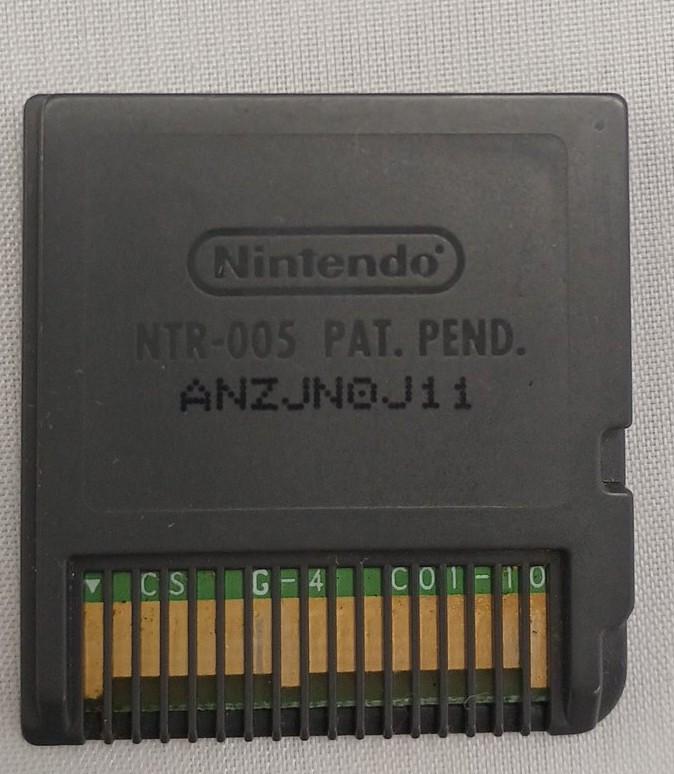 Nintendo
NTR-005 PAT. PEND.
ANZJN0J11
▼ CS G-4 C01-10